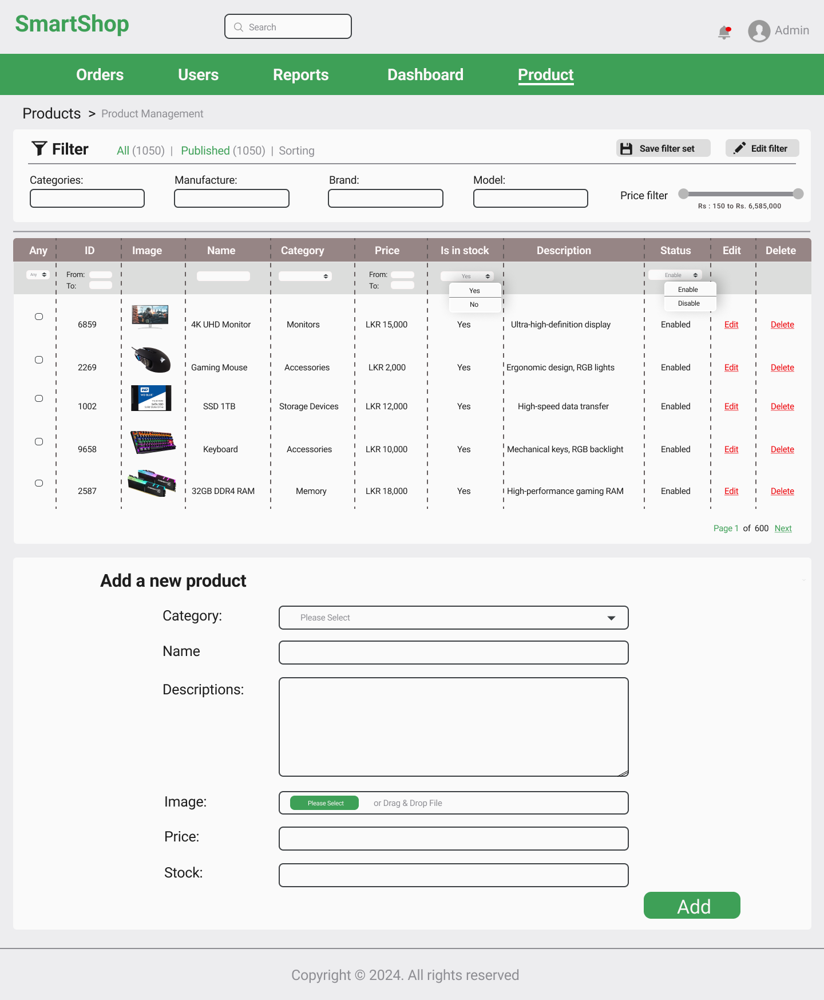 SmartShop
Search
Admin
Orders Users Reports Dashboard Product
Products > Product Management
Filter All (1050) | Published (1050) | Sorting Save filter set Edit filter
Categories: Manufacture: Brand: Model:
Price filter
Rs : 150 to Rs. 6,585,000
Any ID Image Name Category Price Is in stock Description Status Edit Delete
Any From: From: Yes Enable
To: To:
Yes Enable
No Disable
6859 4K UHD Monitor Monitors LKR 15,000 Yes Ultra-high-definition display Enabled Edit Delete
2269 Gaming Mouse Accessories LKR 2,000 Yes Ergonomic design, RGB lights Enabled Edit Delete
WD
WD BLUE
SATA SSD
Solid State Drive
1002 SSD 1TB Storage Devices LKR 12,000 Yes High-speed data transfer Enabled Edit Delete
9658 Keyboard Accessories LKR 10,000 Yes Mechanical keys, RGB backlight Enabled Edit Delete
2587 32GB DDR4 RAM Memory LKR 18,000 Yes High-performance gaming RAM Enabled Edit Delete
Page 1 of 600 Next
Add a new product
Category: Please Select
Name
Descriptions:
Image: Please Select or Drag & Drop File
Price:
Stock:
Add
Copyright © 2024. All rights reserved